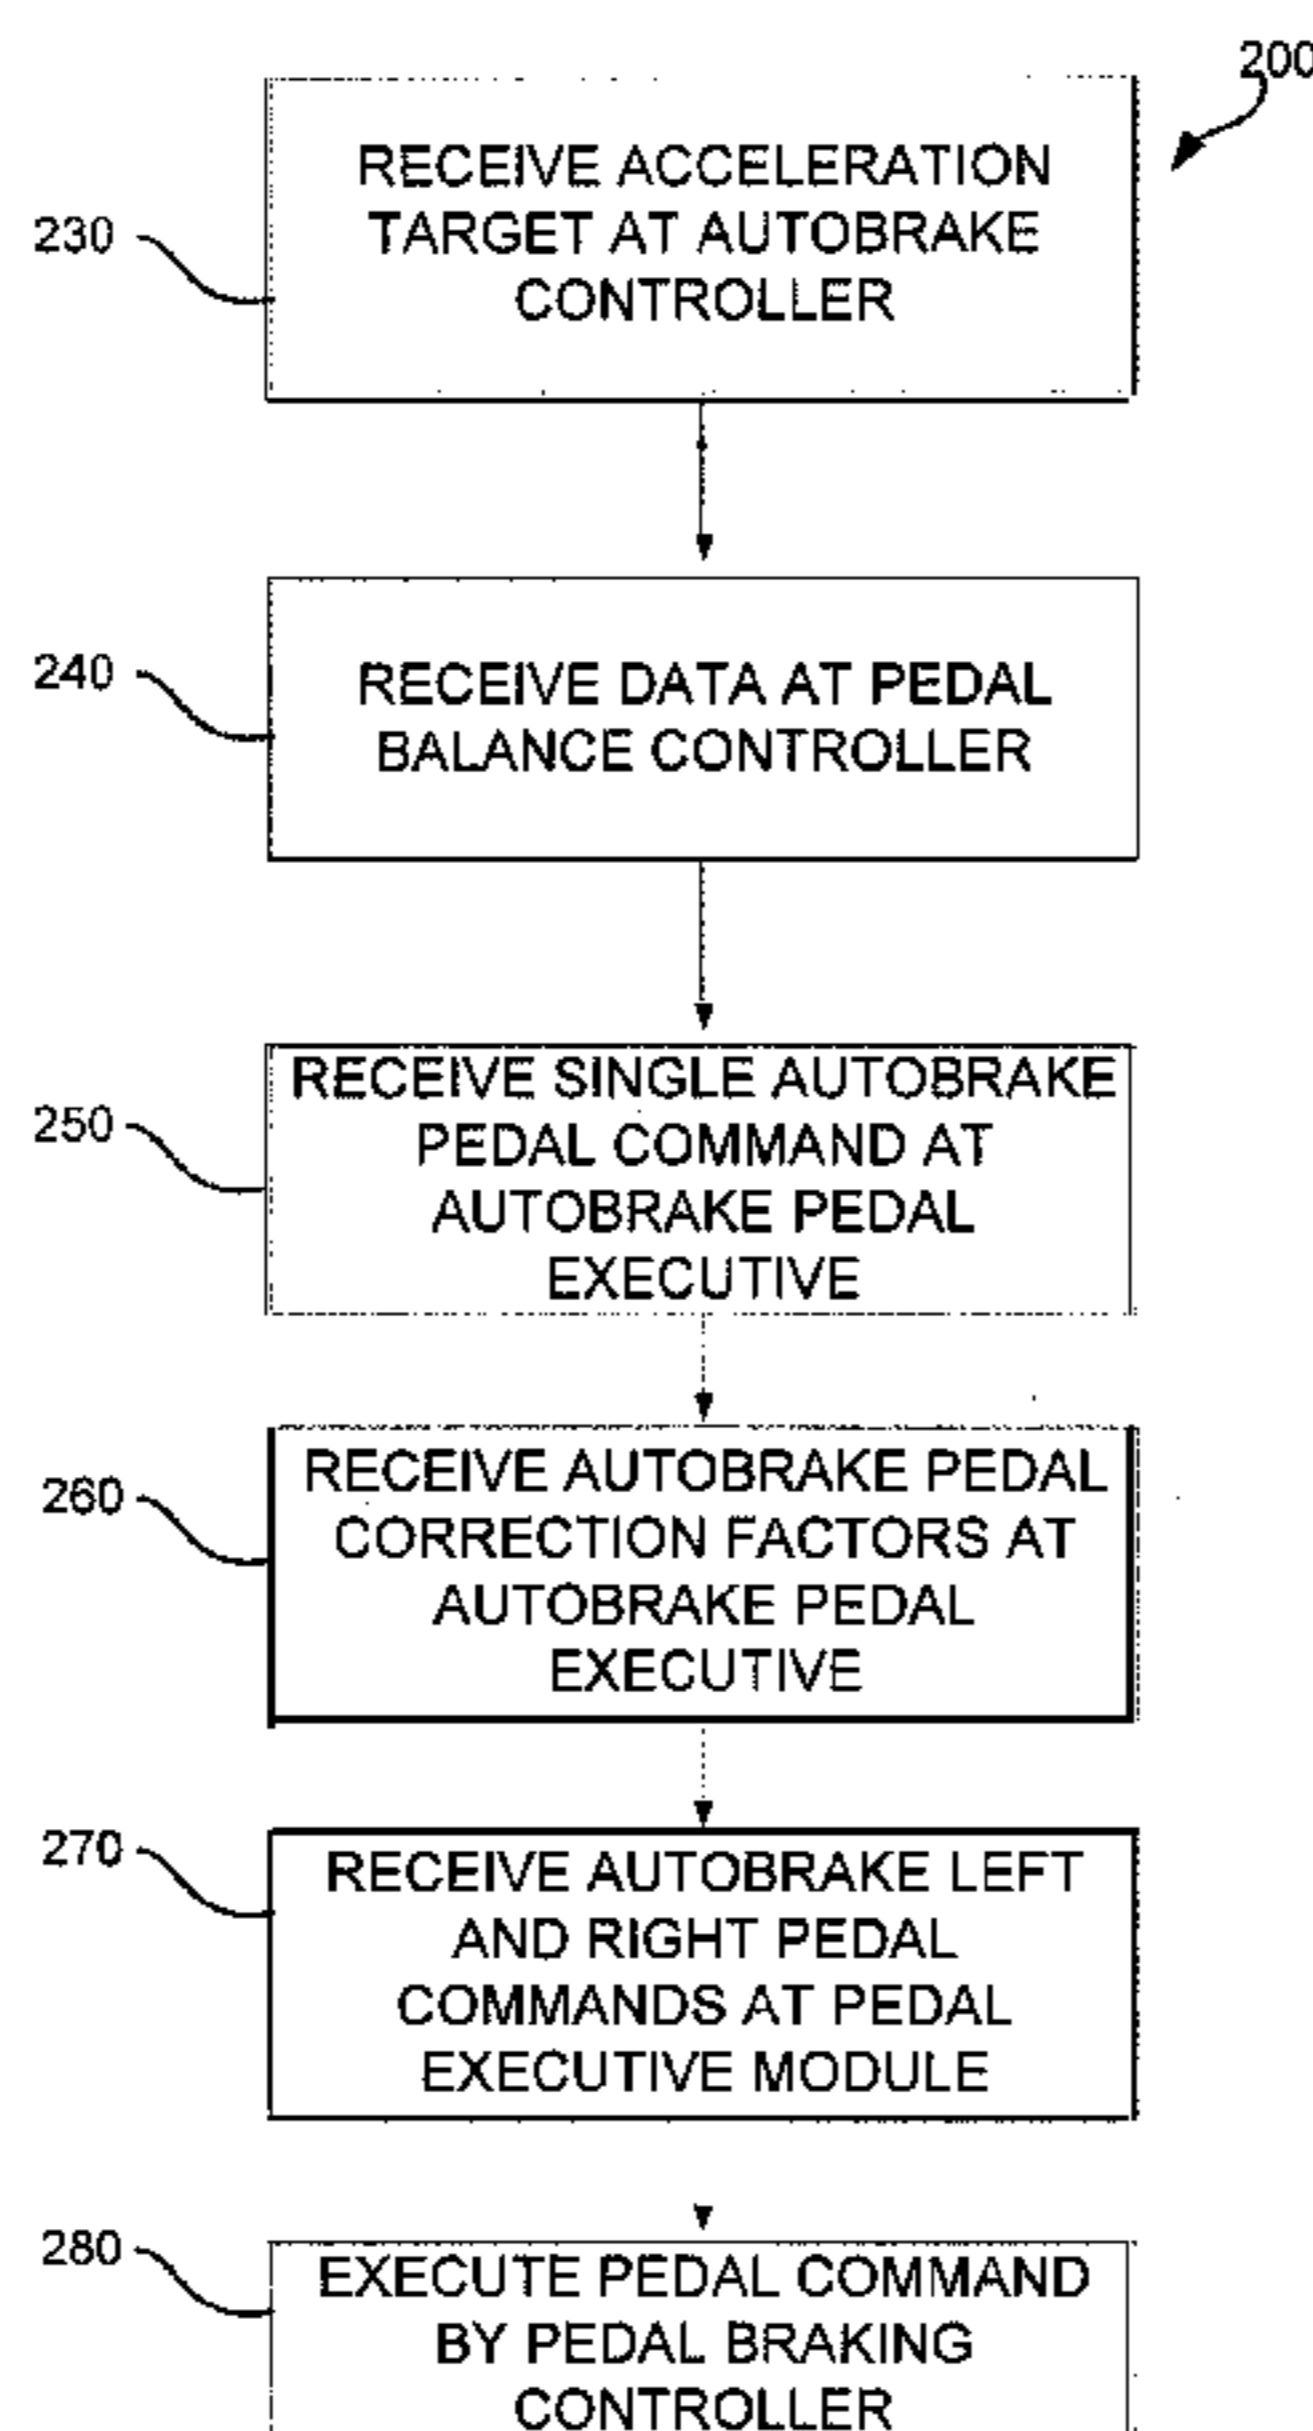 200
230
RECEIVE ACCELERATION
TARGET AT AUTOBRAKE
CONTROLLER
240
RECEIVE DATA AT PEDAL
BALANCE CONTROLLER
250
RECEIVE SINGLE AUTOBRAKE
PEDAL COMMAND AT
AUTOBRAKE PEDAL
EXECUTIVE
260
RECEIVE AUTOBRAKE PEDAL
CORRECTION FACTORS AT
AUTOBRAKE PEDAL
EXECUTIVE
270
RECEIVE AUTOBRAKE LEFT
AND RIGHT PEDAL
COMMANDS AT PEDAL
EXECUTIVE MODULE
280
EXECUTE PEDAL COMMAND
BY PEDAL BRAKING
CONTROLLER